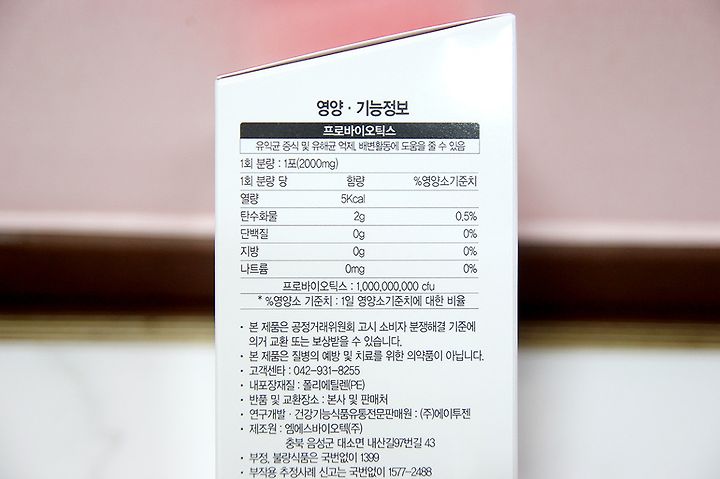 영양 · 기능정보
프로바이오틱스
유익균 증식 및 유해균 억제, 배변활동에 도움을 줄 수 있음
1회 분량 : 1포(2000mg)
1회 분량 당 함량 %영양소기준치
열량 5Kcal
탄수화물 2g 0.5%
단백질 0g 0%
지방 0g 0%
나트륨 0mg 0%
프로바이오틱스 : 1,000,000,000 cfu
* %영양소 기준치 : 1일 영양소기준치에 대한 비율
· 본 제품은 공정거래위원회 고시 소비자 분쟁해결 기준에
의거 교환 또는 보상받을 수 있습니다.
· 본 제품은 질병의 예방 및 치료를 위한 의약품이 아닙니다.
· 고객센타 : 042-931-8255
· 내포장재질 : 폴리에틸렌(PE)
· 반품 및 교환장소 : 본사 및 판매처
· 연구개발 · 건강기능식품유통전문판매원 : (주)에이투젠
· 제조원 : 엠에스바이오텍(주)
충북 음성군 대소면 내산길97번길 43
· 부정, 불량식품은 국번없이 1399
· 부작용 추정사례 신고는 국번없이 1577-2488